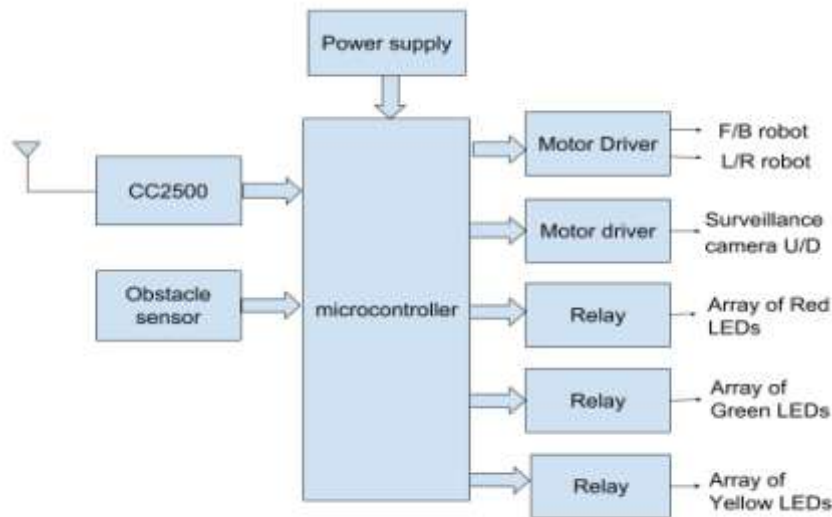 Power supply
Motor Driver
F/B robot
L/R robot
CC2500
Motor driver
Surveillance
camera U/D
Obstacle
sensor
microcontroller
Relay
Array of Red
LEDs
Relay
Array of
Green LEDs
Relay
Array of
Yellow LEDs